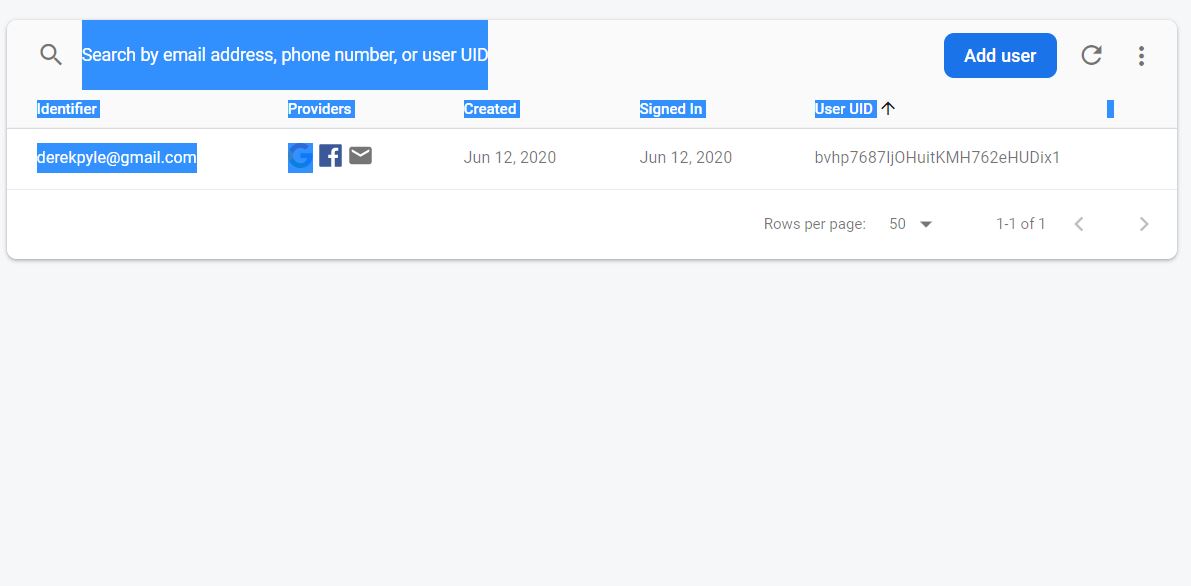 Search by email address, phone number, or user UID Add user
Identifier Providers Created Signed In User UID
derekpyle@gmail.com Jun 12, 2020 Jun 12, 2020 bvhp7687IjOHuitKMH762eHUDix1
Rows per page: 50 1-1 of 1